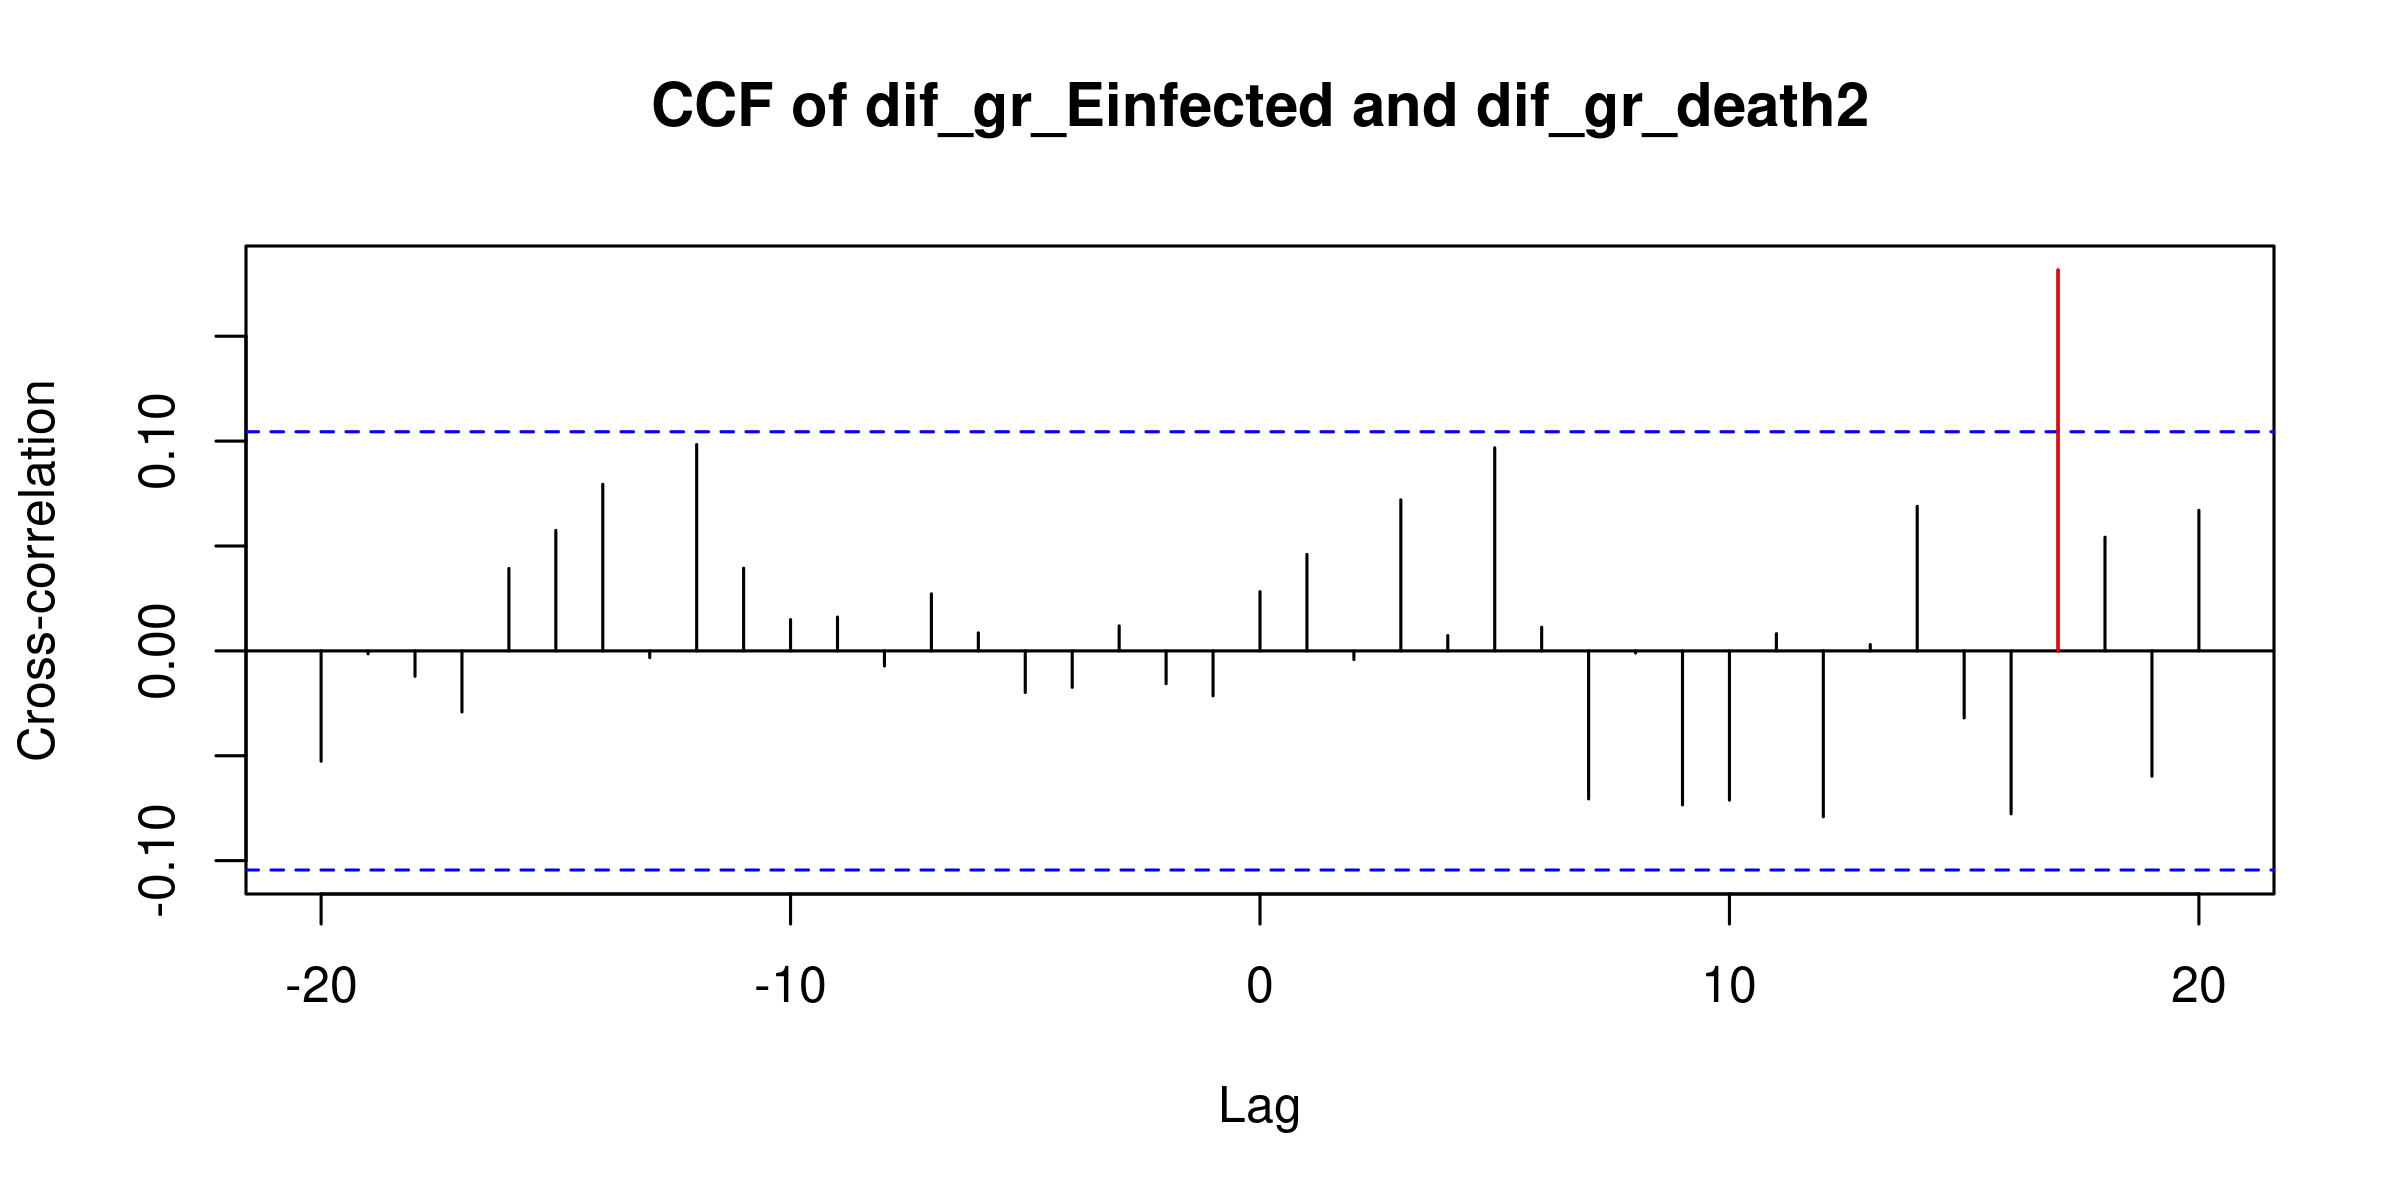 CCF of dif_gr_Einfected and dif_gr_death2
Cross-correlation
0.10
0.00
-0.10
-20 -10 0 10 20
Lag